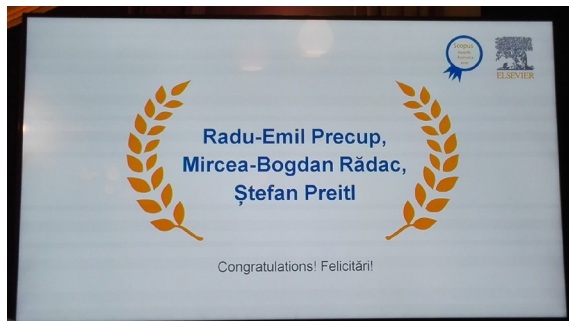 Scopus
ELSEVIER
Radu-Emil Precup,
Mircea-Bogdan Rădac,
Ștefan Preitl
Congratulations! Felicitări!